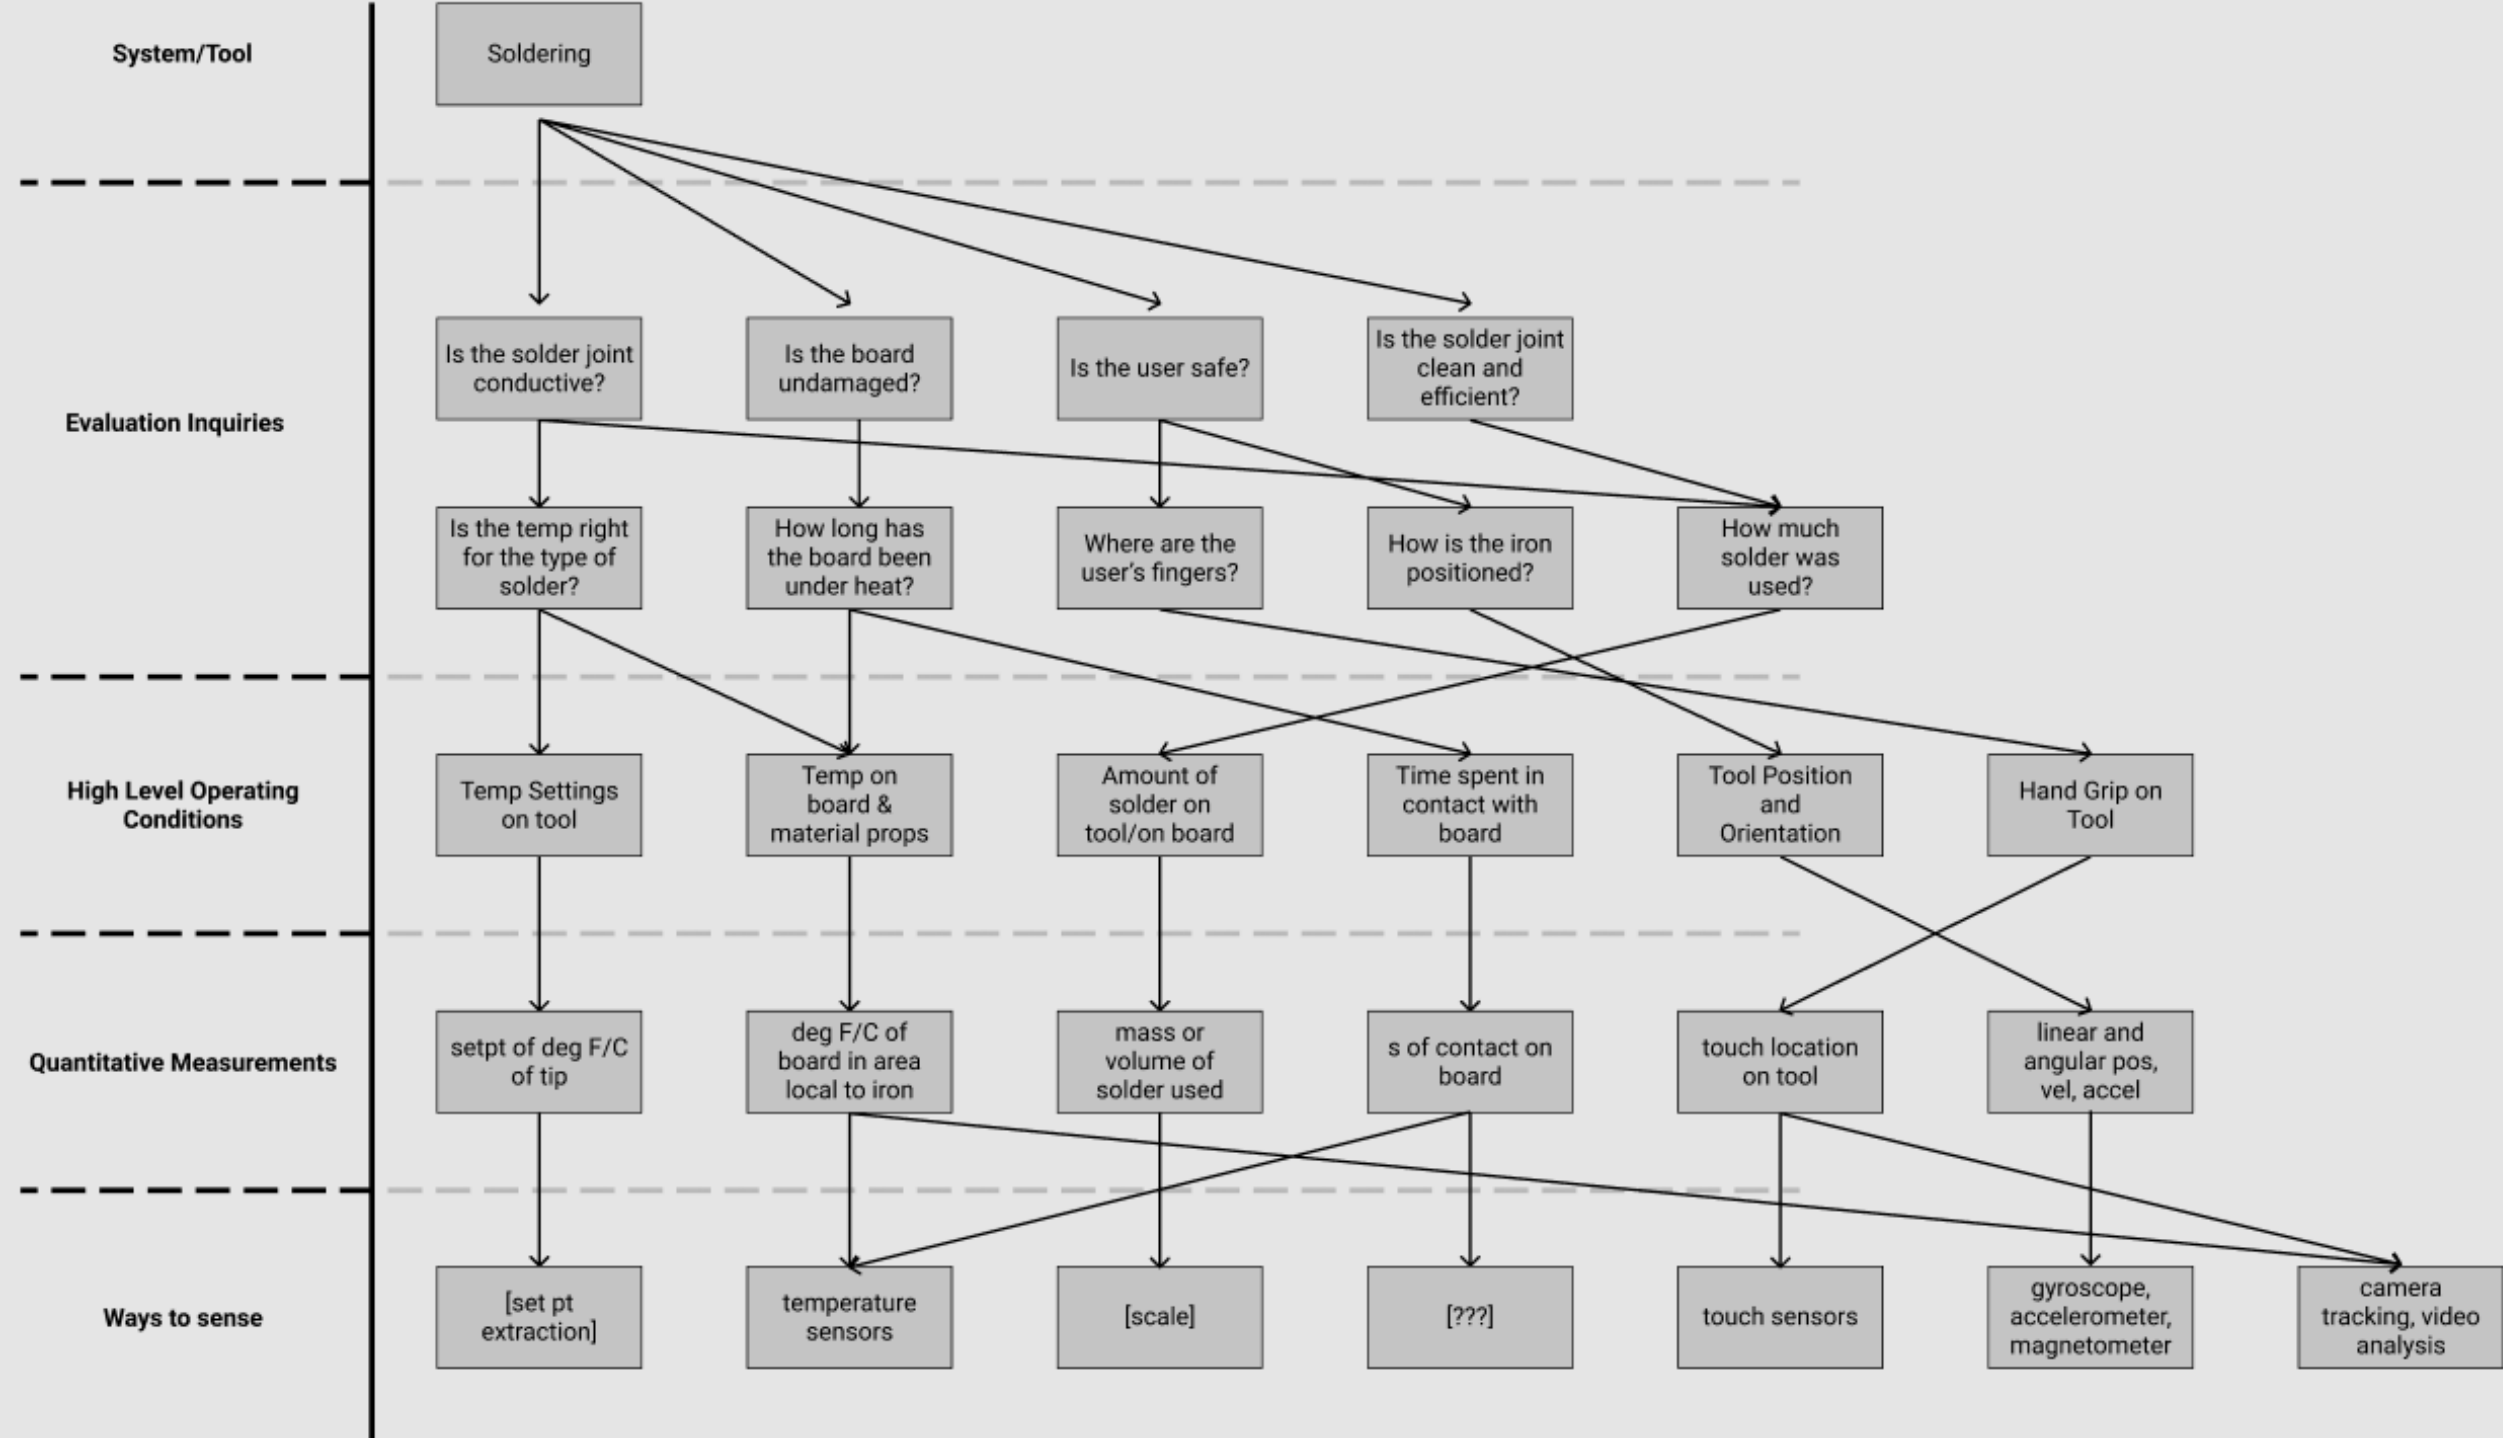 System/Tool
Soldering
Evaluation Inquiries
Is the solder joint
conductive?
Is the board
undamaged?
Is the user safe?
Is the solder joint
clean and
efficient?
Is the temp right
for the type of
solder?
How long has
the board been
under heat?
Where are the
user's fingers?
How is the iron
positioned?
How much
solder was
used?
High Level Operating
Conditions
Temp Settings
on tool
Temp on
board &
material props
Amount of
solder on
tool/on board
Time spent in
contact with
board
Tool Position
and
Orientation
Hand Grip on
Tool
Quantitative Measurements
setpt of deg F/C
of tip
deg F/C of
board in area
local to iron
mass or
volume of
solder used
s of contact on
board
touch location
on tool
linear and
angular pos,
vel, accel
Ways to sense
[set pt
extraction]
temperature
sensors
[scale]
[???]
touch sensors
gyroscope,
accelerometer,
magnetometer
camera
tracking, video
analysis